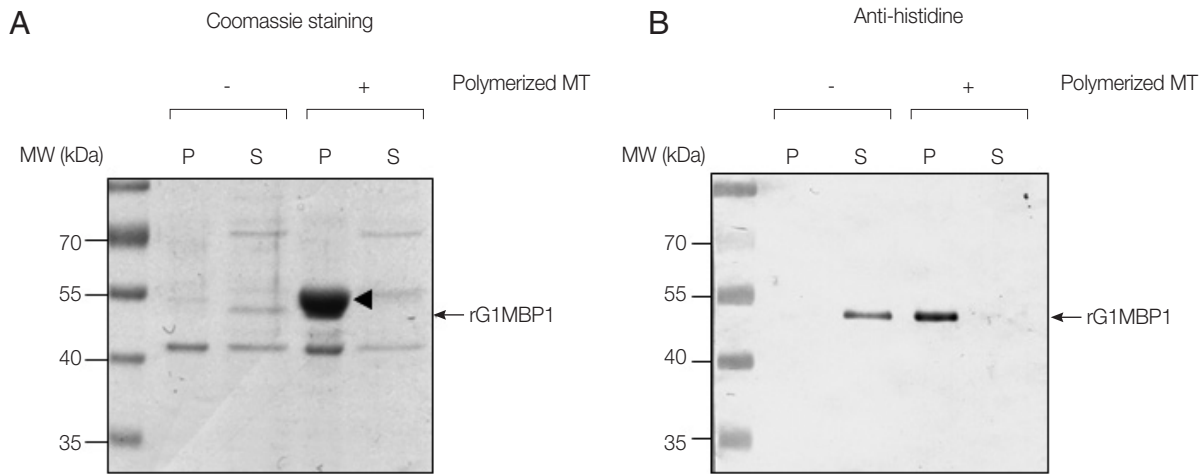 A
Coomassie staining
- + Polymerized MT
MW (kDa) P S P S
70
55
rG1MBP1
40
35
B
Anti-histidine
- + Polymerized MT
MW (kDa) P S P S
70
55
rG1MBP1
40
35